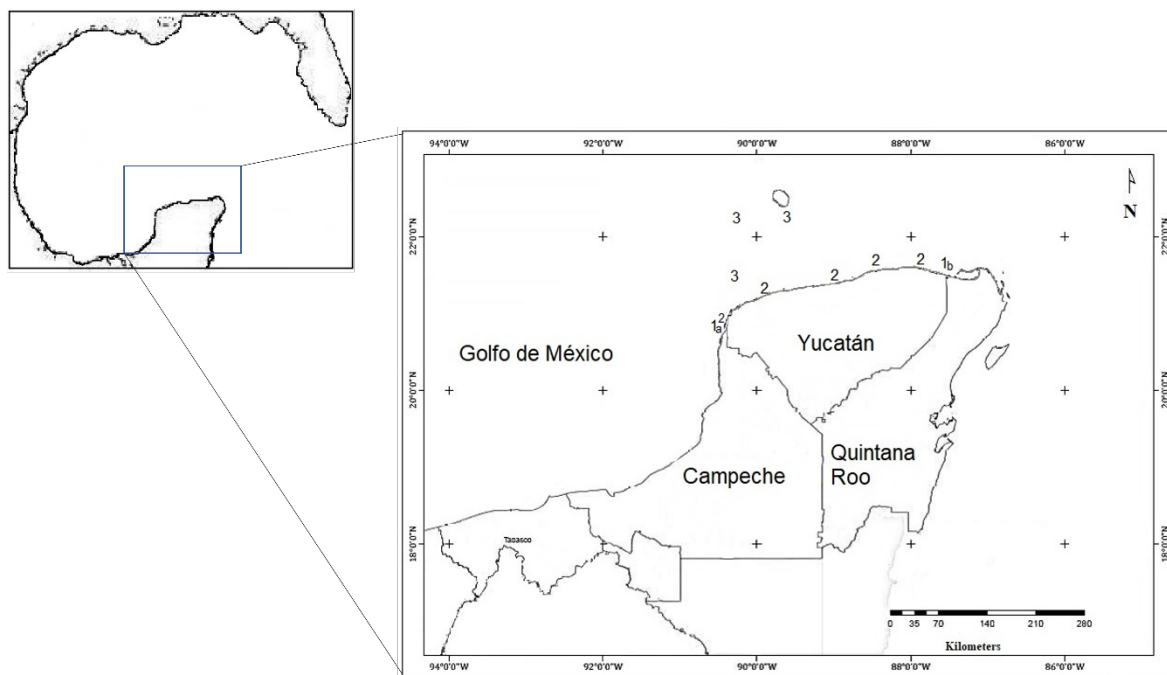 94°0'0"W
92°0'0"W
90°0'0"W
88°0'0"W
86°0'0"W
N
22°0'0"N
22°0'0"N
3
3
3
2
2
2
2
2
1b
2
1a
Golfo de México
Yucatán
20°0'0"N
20°0'0"N
Quintana
Roo
Campeche
Tabasco
18°0'0"N
18°0'0"N
0 35 70 140 210 280
Kilometers
94°0'0"W
92°0'0"W
90°0'0"W
88°0'0"W
86°0'0"W